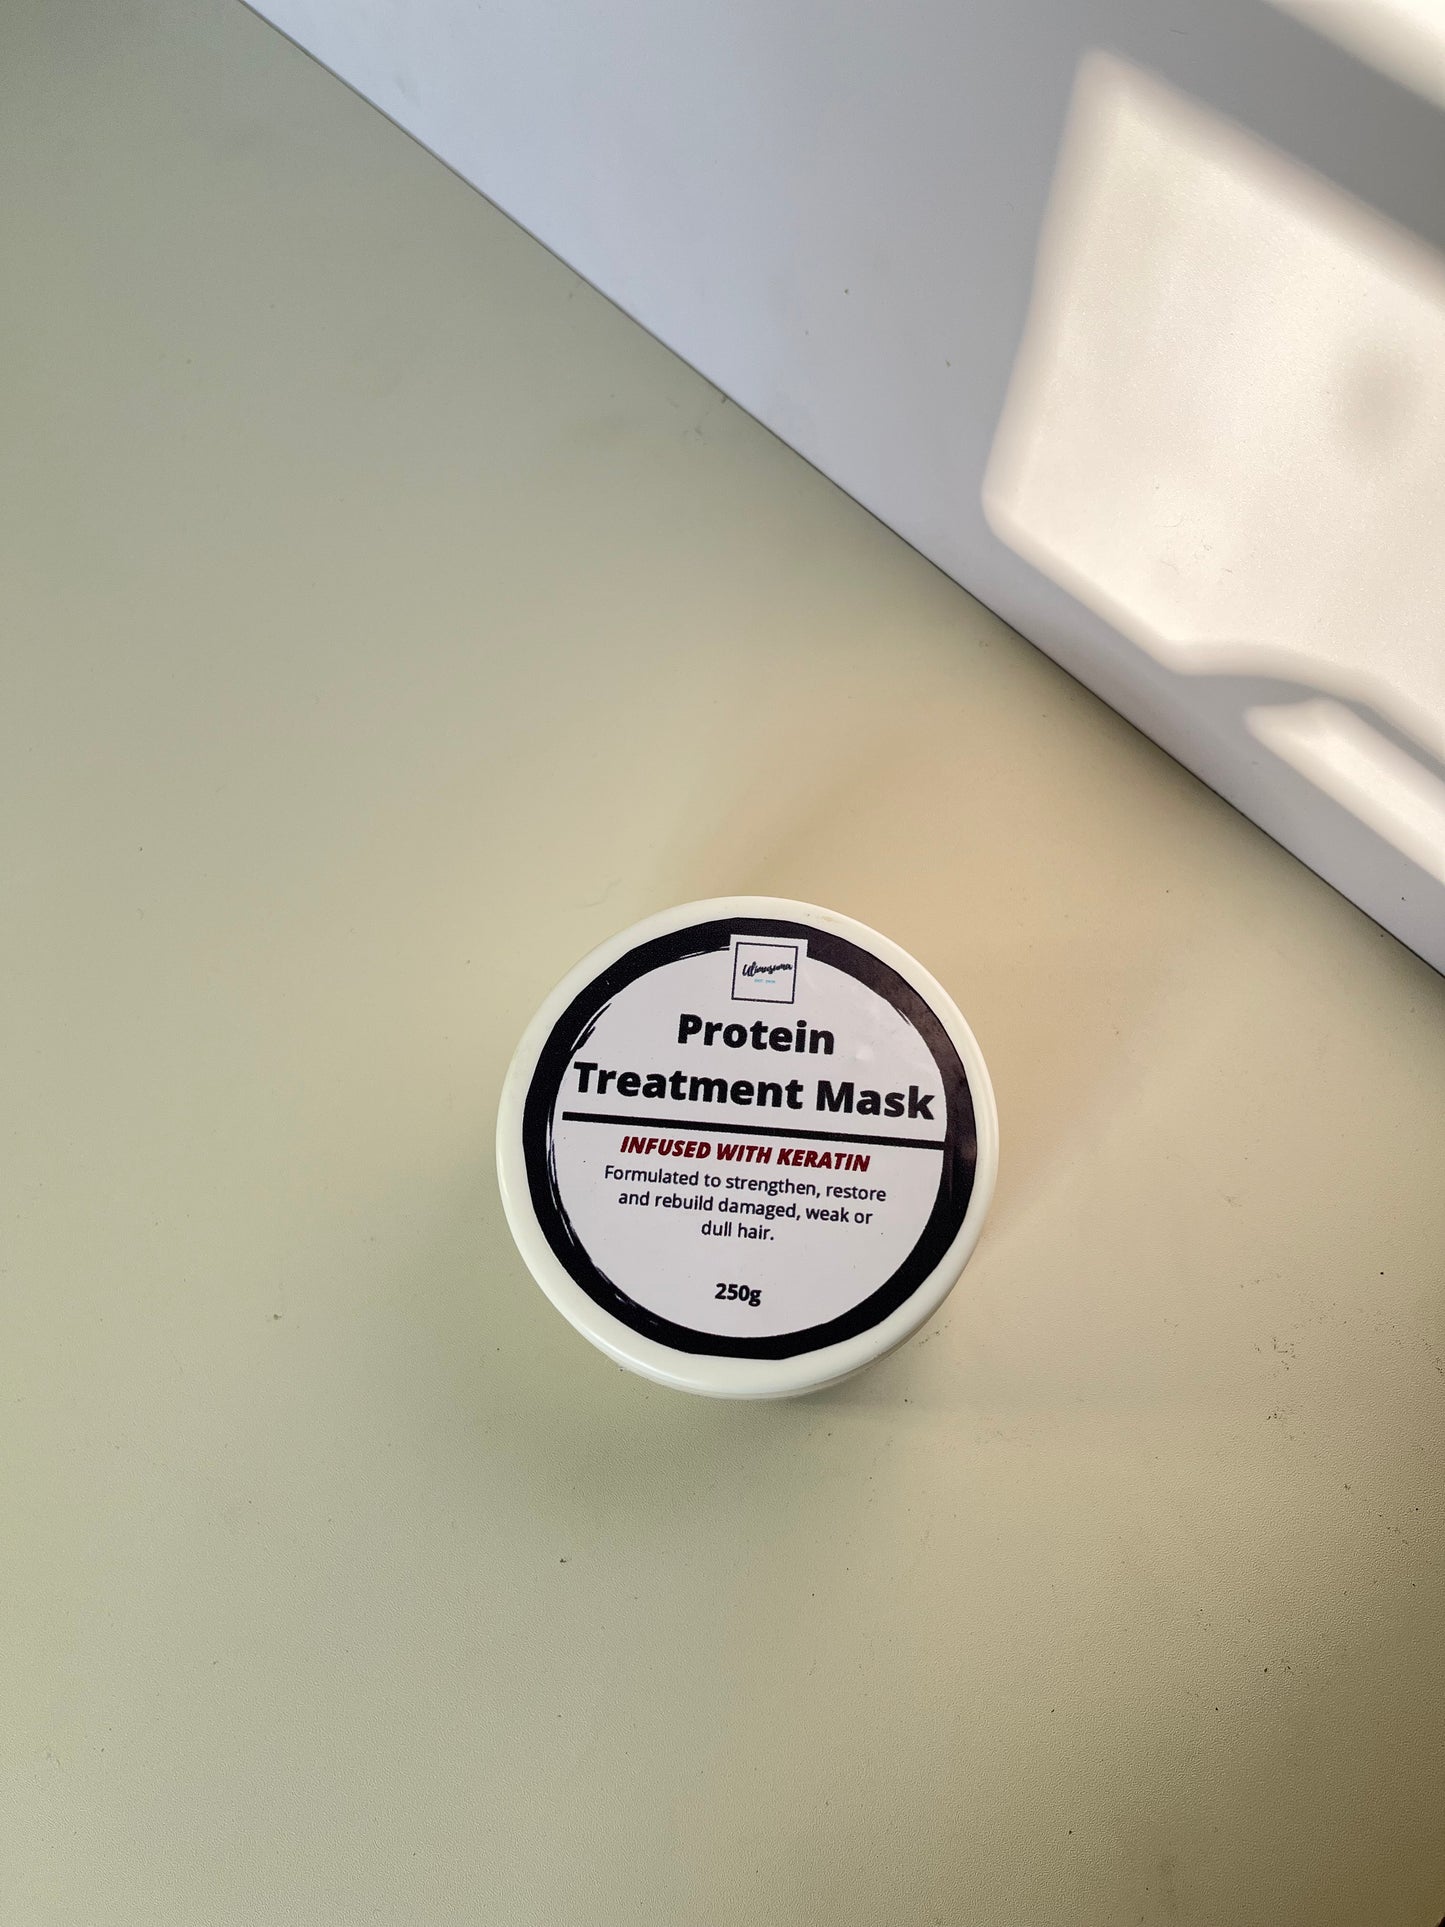 Protein
Treatment Mask
INFUSED WITH KERATIN
Formulated to strengthen, restore
and rebuild damaged, weak or
dull hair.
250g